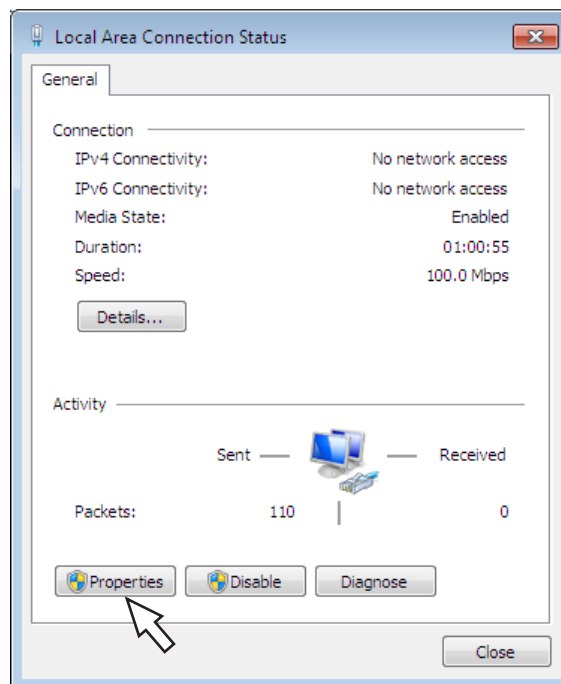 Local Area Connection Status
General
Connection
IPv4 Connectivity: No network access
IPv6 Connectivity: No network access
Media State: Enabled
Duration: 01:00:55
Speed: 100.0 Mbps
Details...
Activity
Sent Received
Packets: 110 0
Properties Disable Diagnose
Close